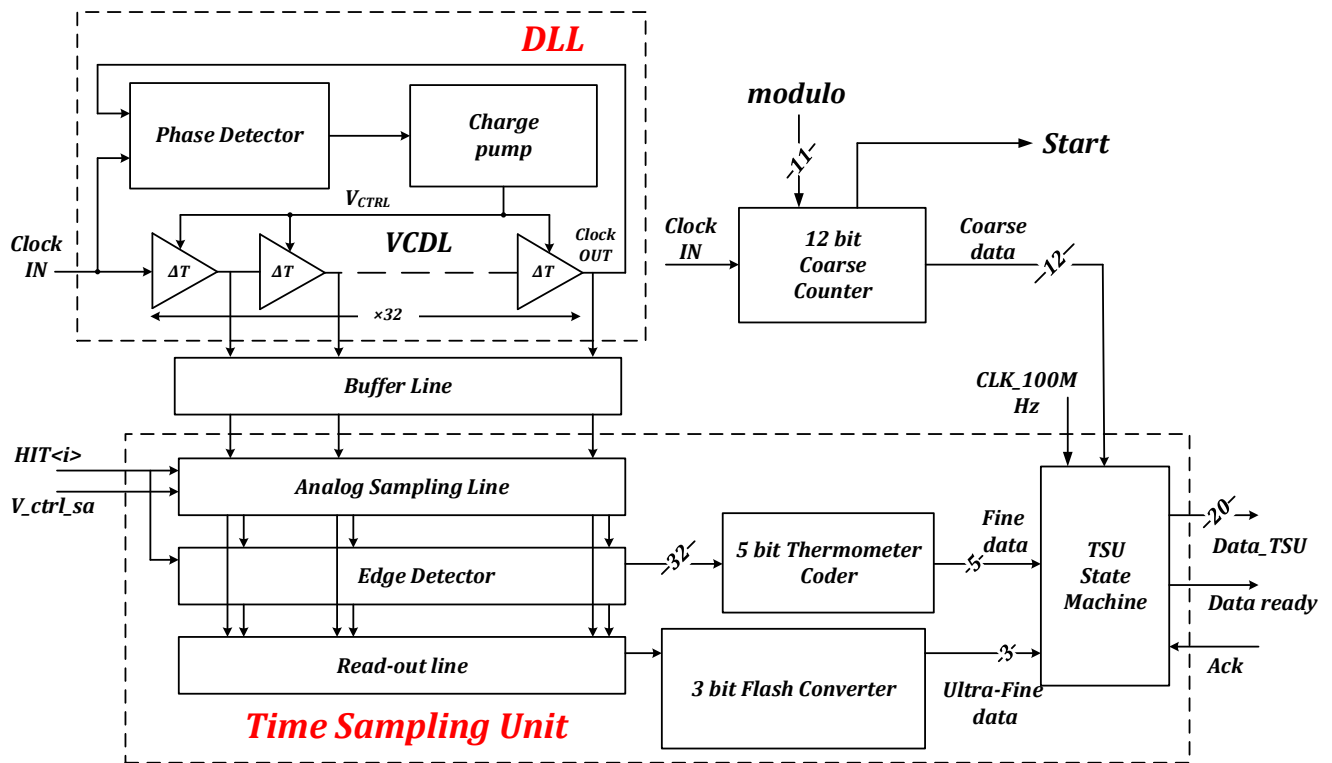 DLL
Phase Detector
Charge
pump
V_CTRL
VCDL
Clock
IN
ΔT
ΔT
ΔT
Clock
OUT
×32
modulo
-11-
Start
Clock
IN
12 bit
Coarse
Counter
Coarse
data
-12-
Buffer Line
CLK_100M
Hz
HIT<i>
V_ctrl_sa
Analog Sampling Line
Edge Detector
-32-
5 bit Thermometer
Coder
Fine
data
-5-
TSU
State
Machine
-20-
Data_TSU
Data ready
Ack
Read-out line
3 bit Flash Converter
-3-
Ultra-Fine
data
Time Sampling Unit